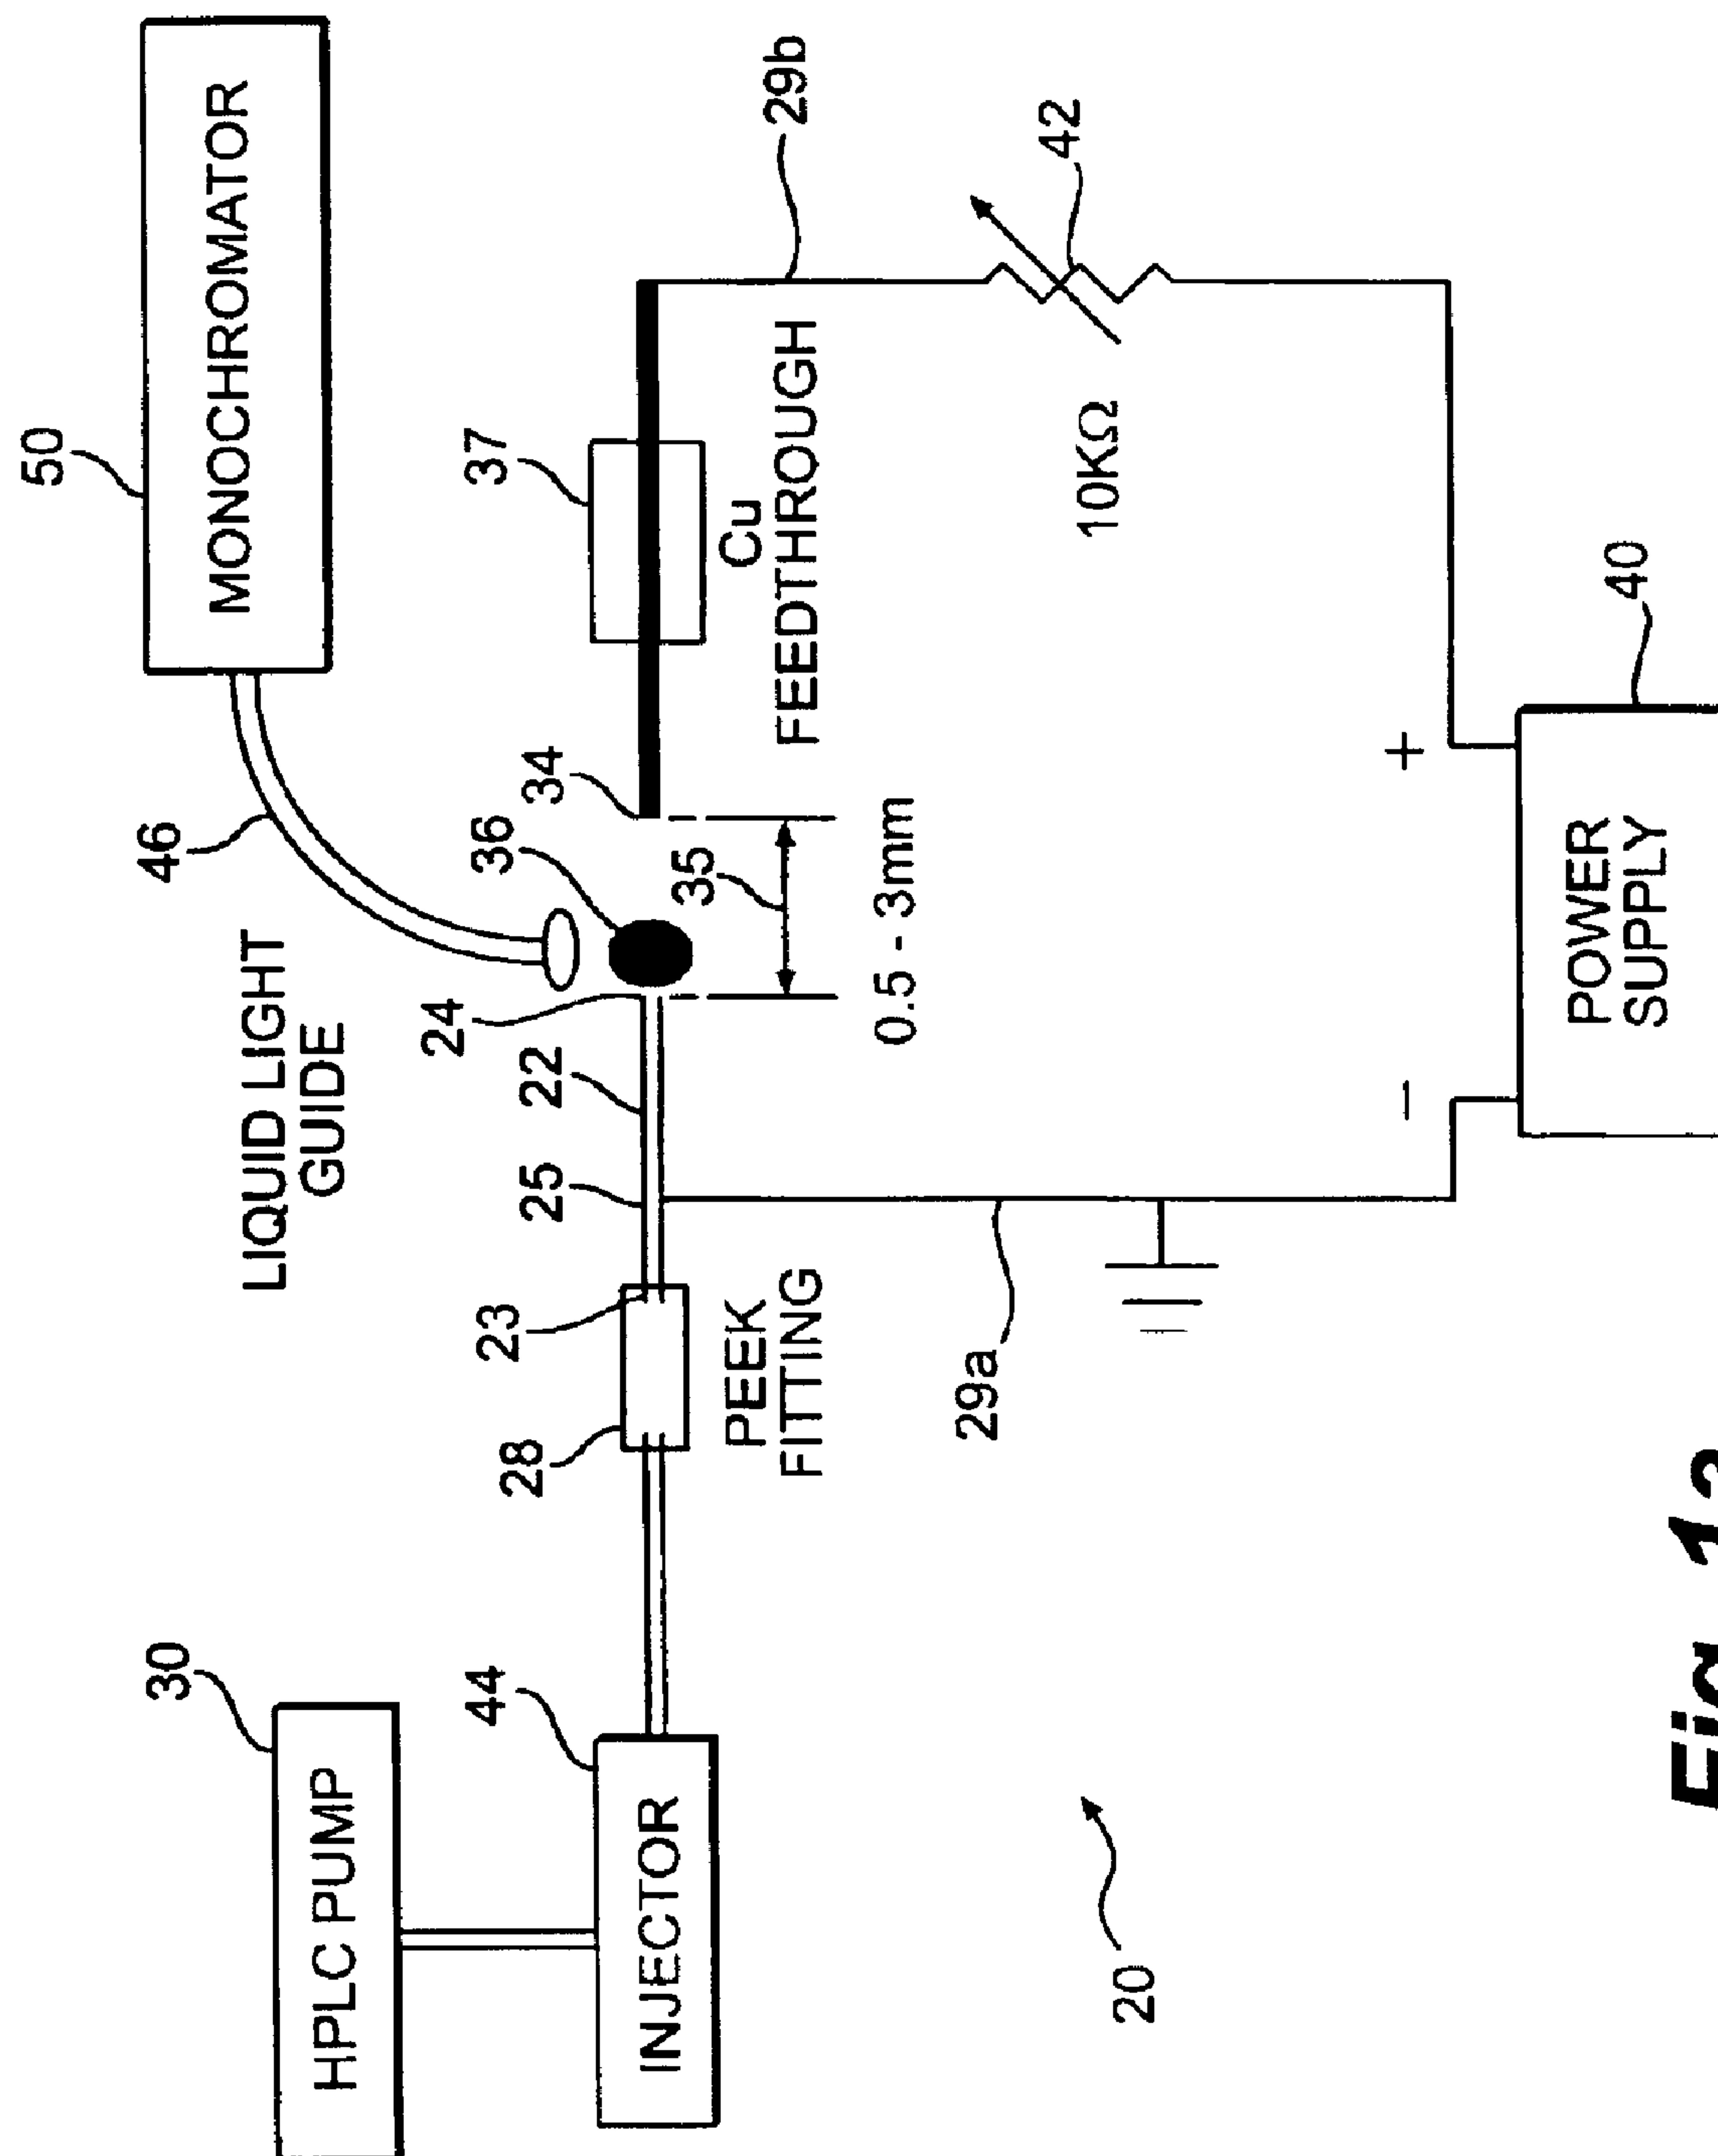 50
MONOCHROMATOR
46
30
LIQUID LIGHT
GUIDE
HPLC PUMP
24
36
34
37
44
28
23
25
22
INJECTOR
35
PEEK
FITTING
Cu
FEEDTHROUGH
29b
0.5 - 3mm
29a
42
10KΩ
20
−
+
40
POWER
SUPPLY
Fig